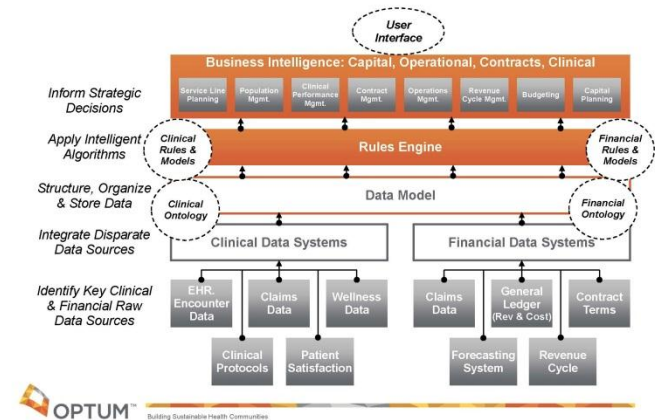 User
Interface
Business Intelligence: Capital, Operational, Contracts, Clinical
Inform Strategic
Decisions
Service Line
Planning
Population
Mgmt.
Clinical
Performance
Mgmt.
Contract
Mgmt.
Operations
Mgmt.
Revenue
Cycle Mgmt.
Budgeting
Capital
Planning
Apply Intelligent
Algorithms
Clinical
Rules &
Models
Rules Engine
Financial
Rules &
Models
Structure, Organize
& Store Data
Clinical
Ontology
Data Model
Financial
Ontology
Integrate Disparate
Data Sources
Clinical Data Systems
Financial Data Systems
Identify Key Clinical
& Financial Raw
Data Sources
EHR.
Encounter
Data
Claims
Data
Wellness
Data
Claims
Data
General
Ledger
(Rev & Cost)
Contract
Terms
Clinical
Protocols
Patient
Satisfaction
Forecasting
System
Revenue
Cycle
OPTUM™
Building Sustainable Health Communities